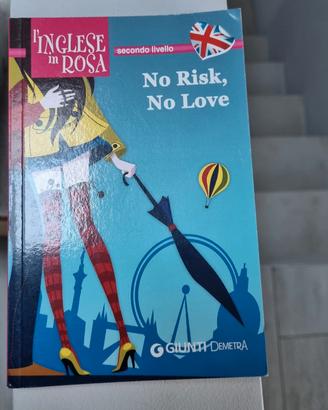 l'INGLESE
in
ROSA
secondo livello
No Risk,
No Love
GIUNTI DEMETRA